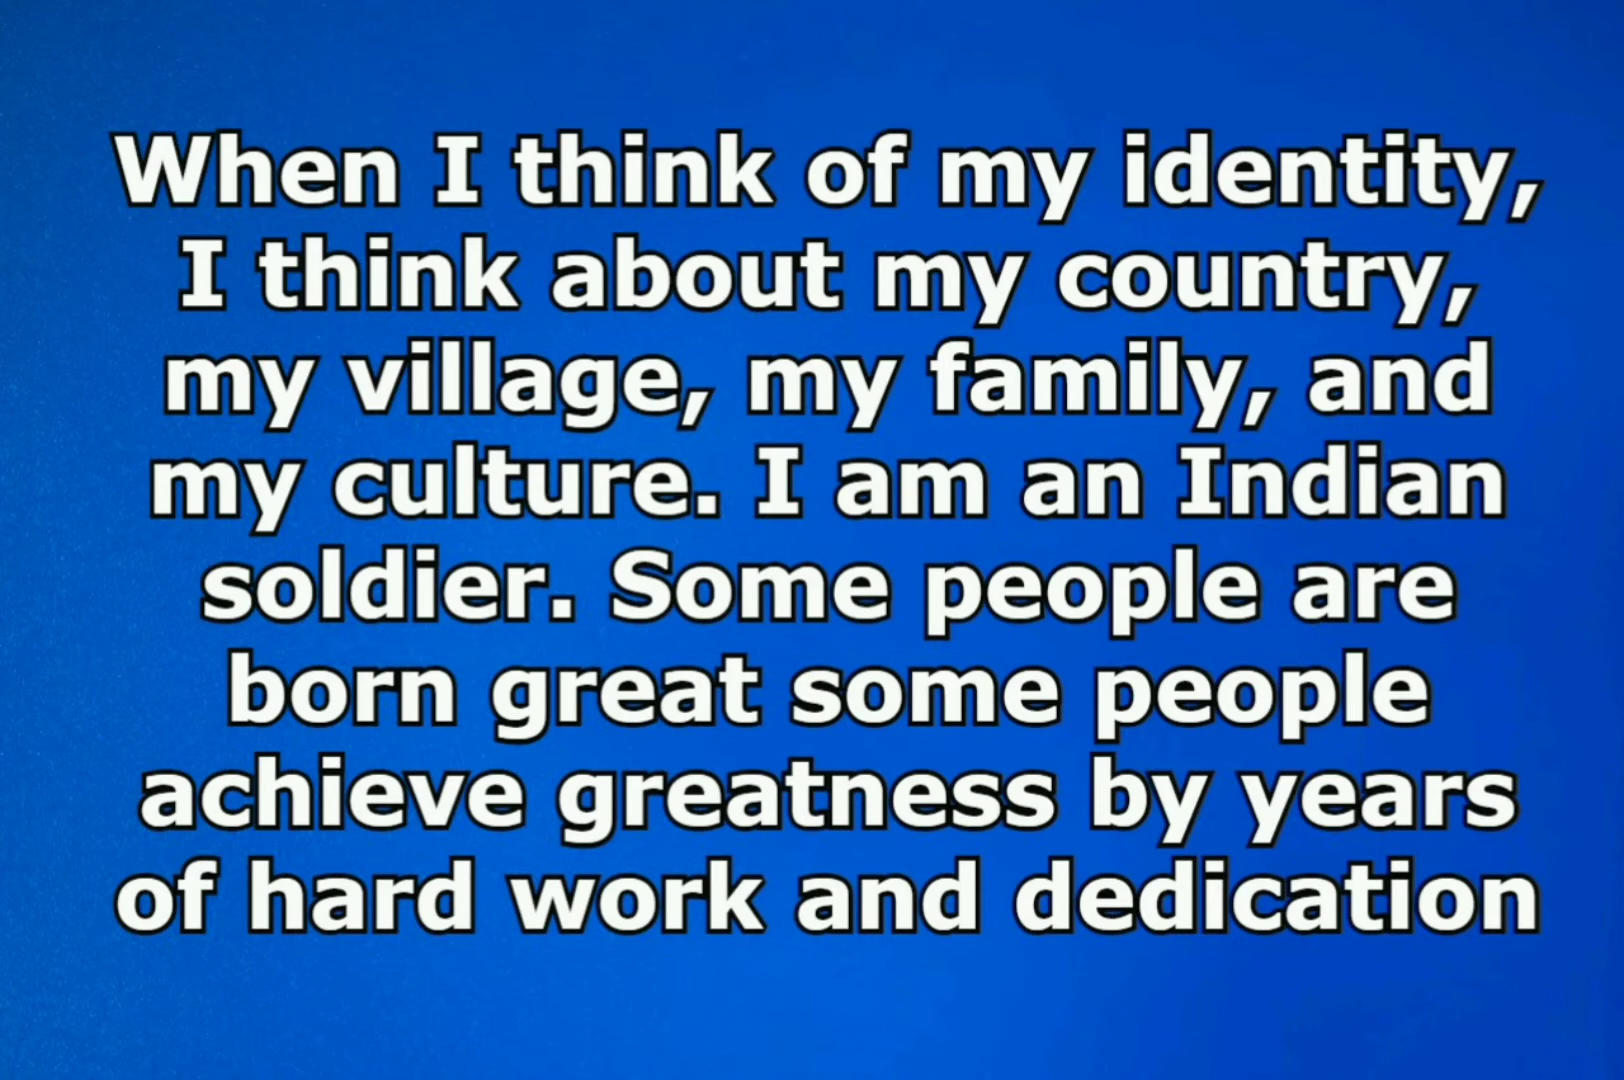 When I think of my identity,
I think about my country,
my village, my family, and
my culture. I am an Indian
soldier. Some people are
born great some people
achieve greatness by years
of hard work and dedication